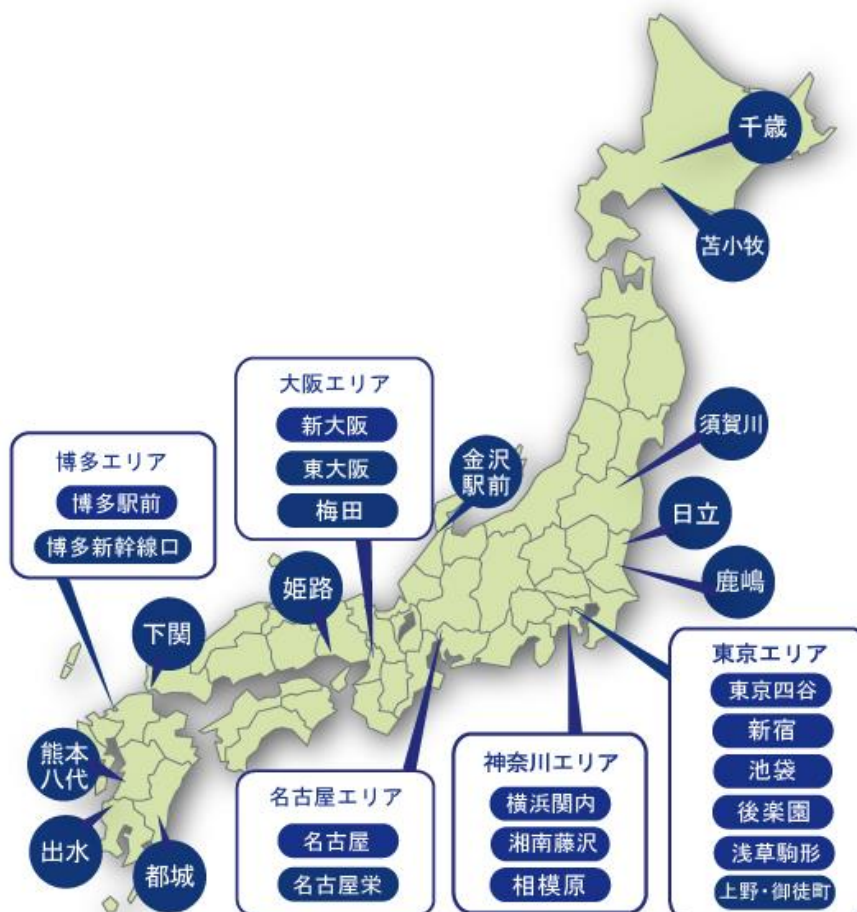 千歳
苫小牧
須賀川
日立
鹿嶋
金沢
駅前
大阪エリア
新大阪
東大阪
梅田
博多エリア
博多駅前
博多新幹線口
姫路
下関
熊本
八代
出水
都城
名古屋エリア
名古屋
名古屋栄
神奈川エリア
横浜関内
湘南藤沢
相模原
東京エリア
東京四谷
新宿
池袋
後楽園
浅草駒形
上野・御徒町